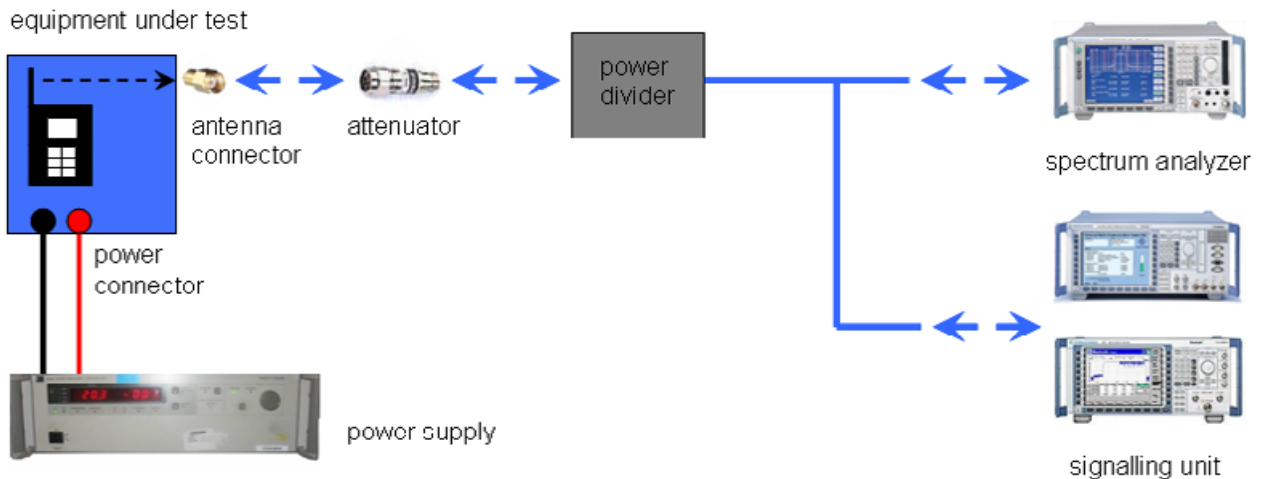 equipment under test
antenna
connector
attenuator
power
divider
spectrum analyzer
power
connector
power supply
signalling unit